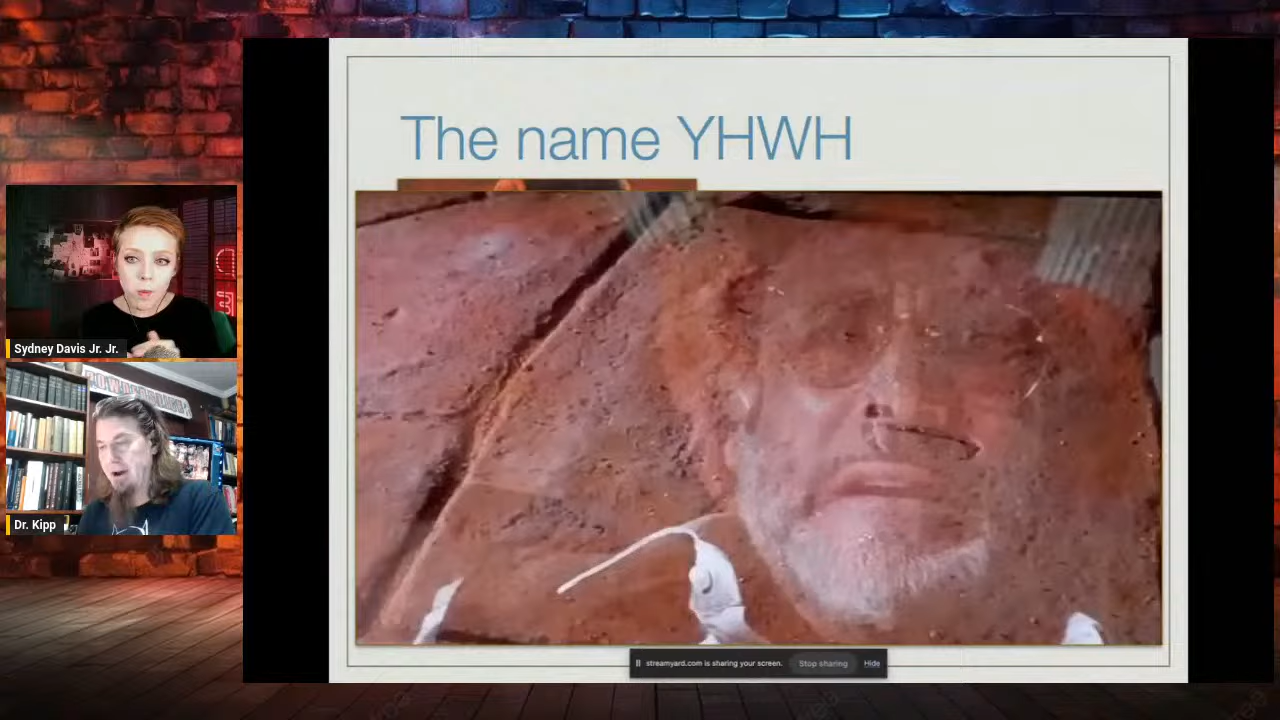 The name YHWH
Sydney Davis Jr. Jr.
Dr. Kipp
streamyard.com is sharing your screen.
Stop sharing
Hide